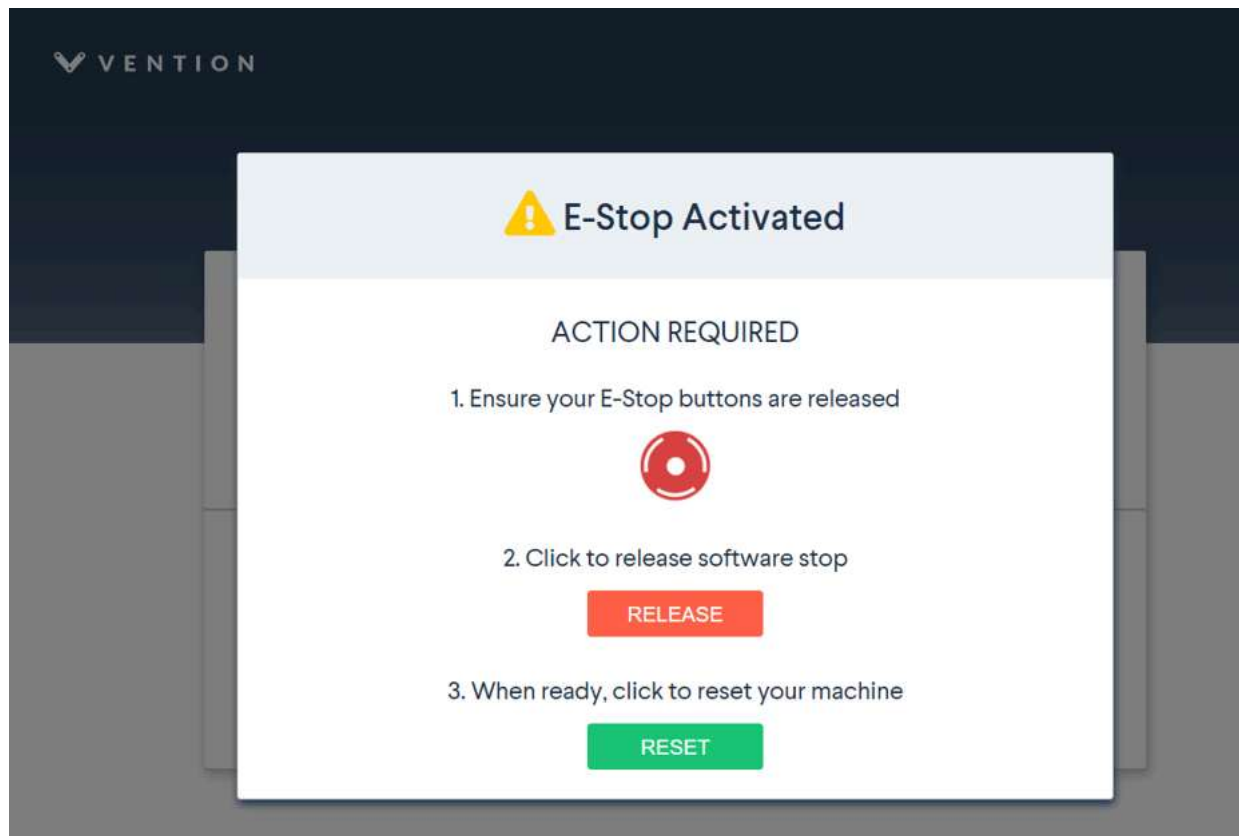 VENTION
E-Stop Activated
ACTION REQUIRED
1. Ensure your E-Stop buttons are released
2. Click to release software stop
RELEASE
3. When ready, click to reset your machine
RESET